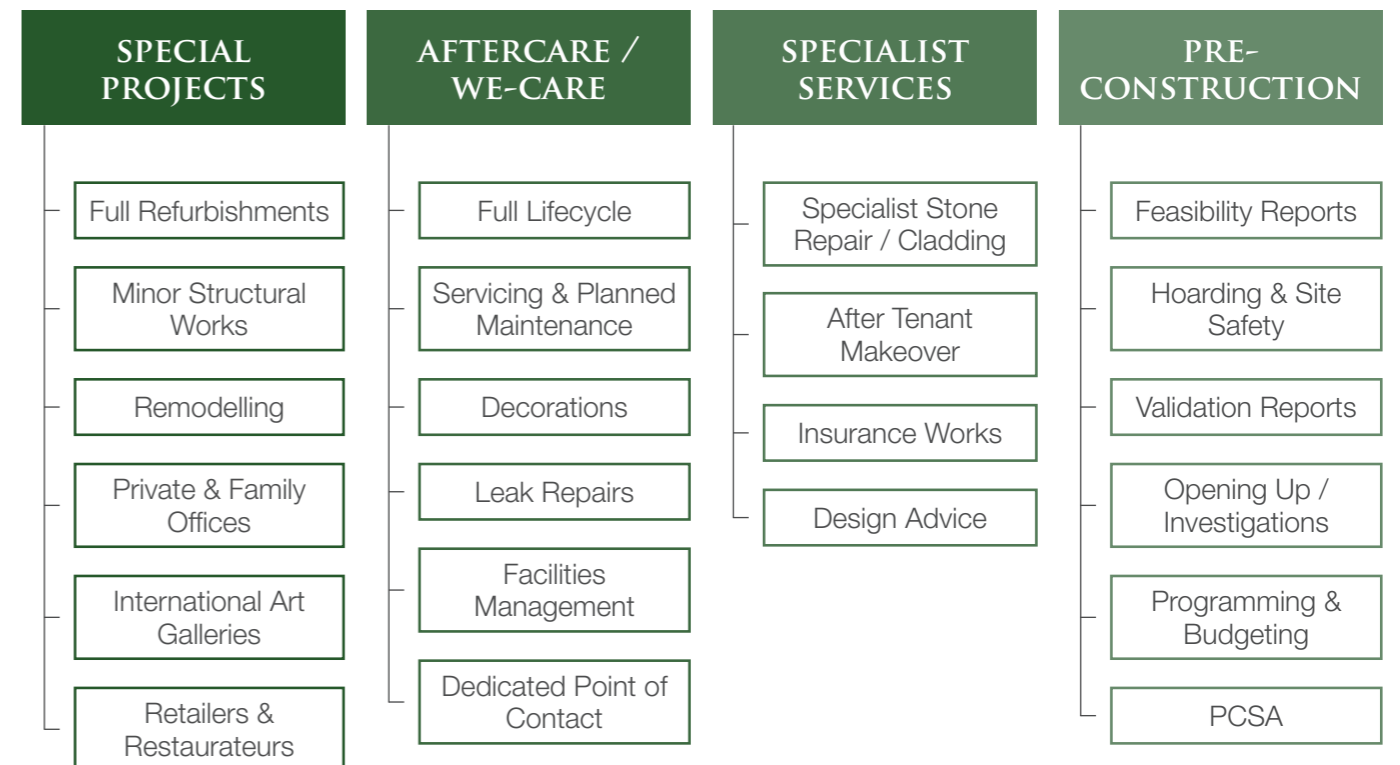 SPECIAL
PROJECTS
Full Refurbishments
Minor Structural
Works
Remodelling
Private & Family
Offices
International Art
Galleries
Retailers &
Restaurateurs
AFTERCARE /
WE-CARE
Full Lifecycle
Servicing & Planned
Maintenance
Decorations
Leak Repairs
Facilities
Management
Dedicated Point of
Contact
SPECIALIST
SERVICES
Specialist Stone
Repair / Cladding
After Tenant
Makeover
Insurance Works
Design Advice
PRE-
CONSTRUCTION
Feasibility Reports
Hoarding & Site
Safety
Validation Reports
Opening Up /
Investigations
Programming &
Budgeting
PCSA